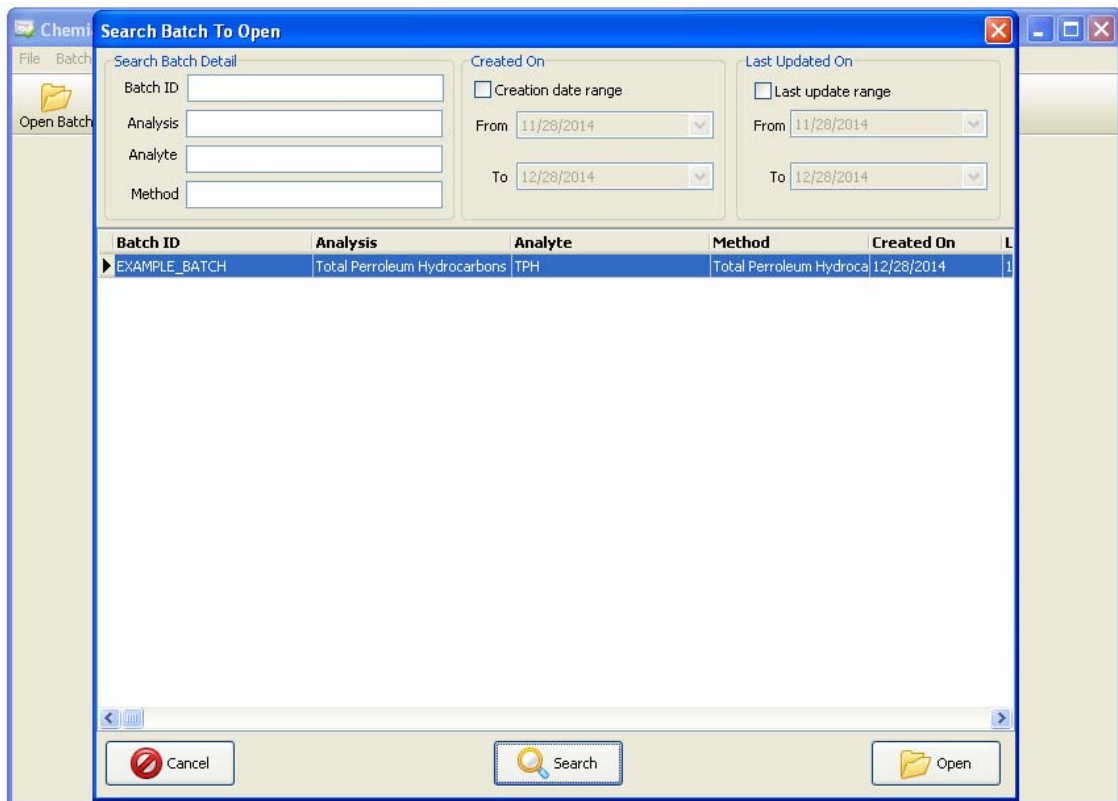 Chemi
Search Batch To Open
File Batch
Open Batch
Search Batch Detail
Batch ID
Analysis
Analyte
Method
Created On
Creation date range
From 11/28/2014
To 12/28/2014
Last Updated On
Last update range
From 11/28/2014
To 12/28/2014
Batch ID Analysis Analyte Method Created On L
EXAMPLE_BATCH Total Perroleum Hydrocarbons TPH Total Perroleum Hydroca 12/28/2014 1
Cancel Search Open